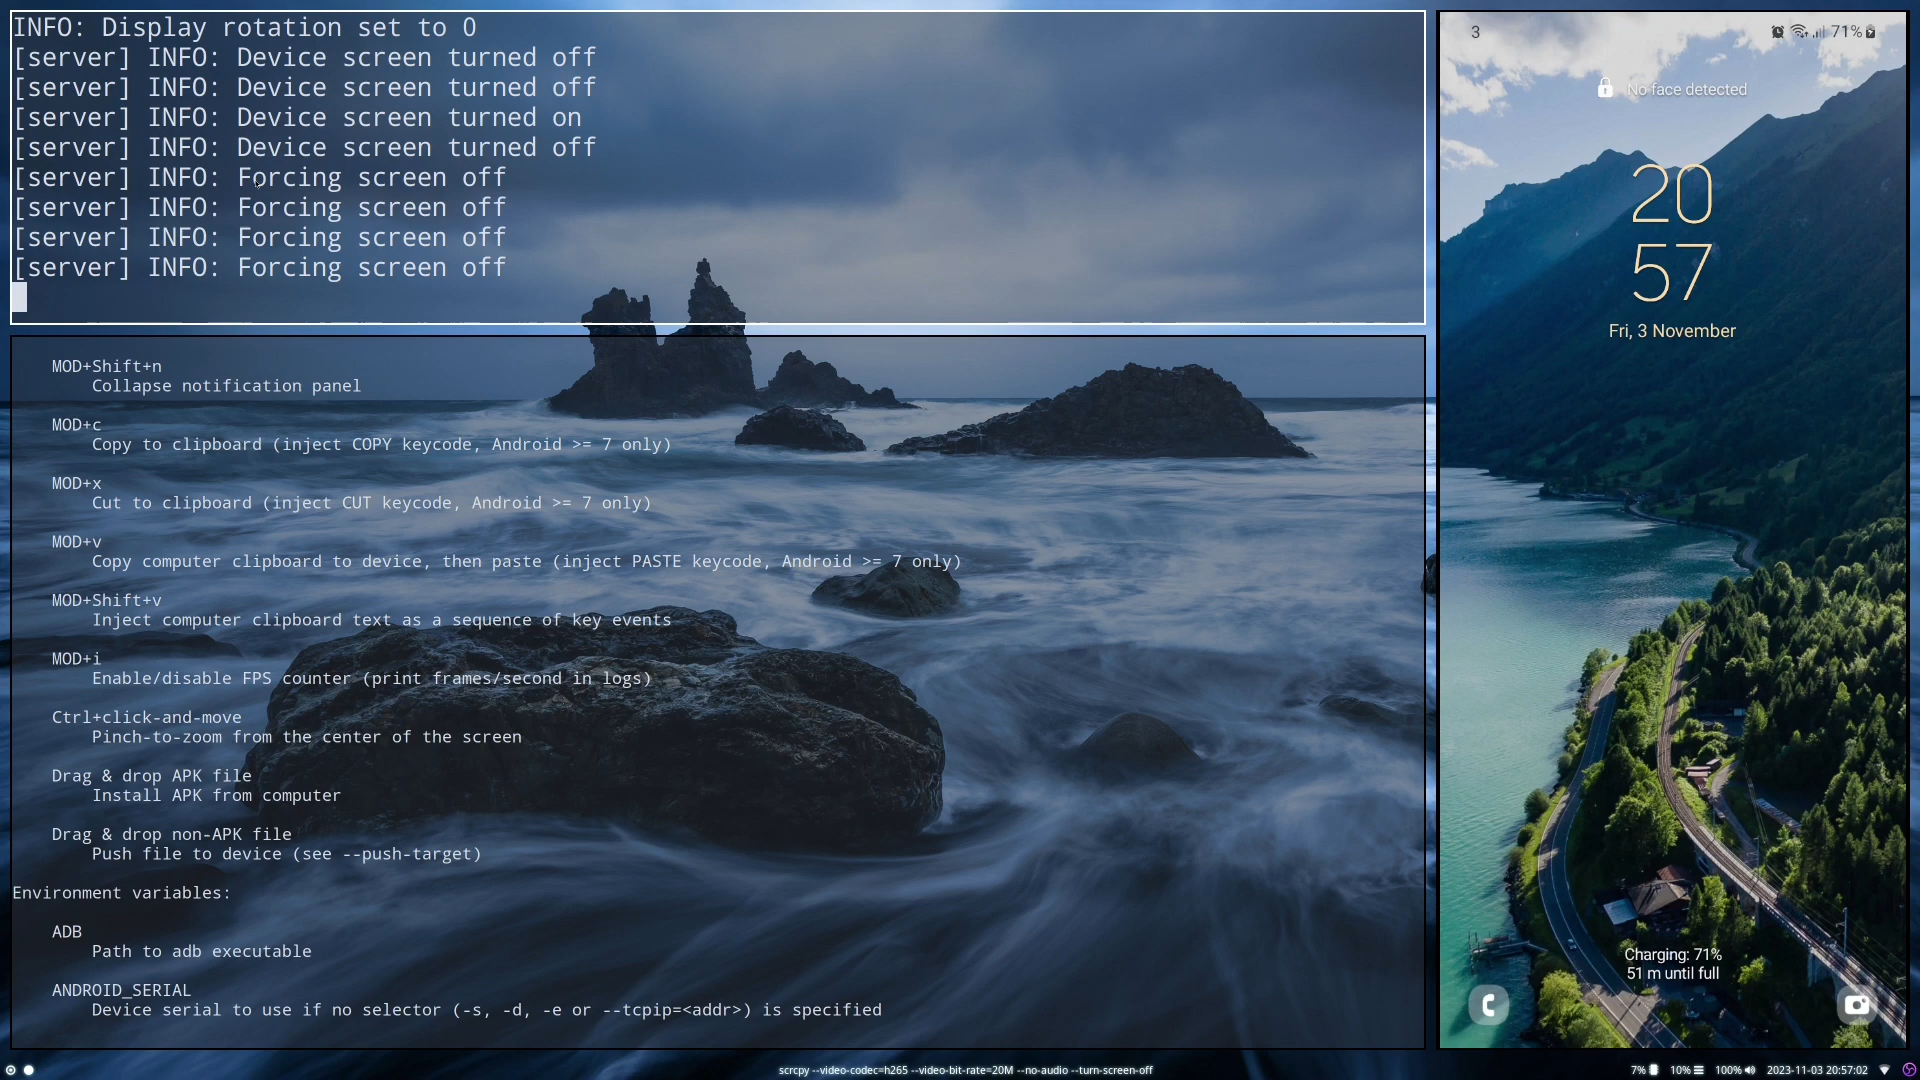 INFO: Display rotation set to 0
[server] INFO: Device screen turned off
[server] INFO: Device screen turned off
[server] INFO: Device screen turned on
[server] INFO: Device screen turned off
[server] INFO: Forcing screen off
[server] INFO: Forcing screen off
[server] INFO: Forcing screen off
[server] INFO: Forcing screen off
MOD+Shift+n
Collapse notification panel
MOD+c
Copy to clipboard (inject COPY keycode, Android >= 7 only)
MOD+x
Cut to clipboard (inject CUT keycode, Android >= 7 only)
MOD+v
Copy computer clipboard to device, then paste (inject PASTE keycode, Android >= 7 only)
MOD+Shift+v
Inject computer clipboard text as a sequence of key events
MOD+i
Enable/disable FPS counter (print frames/second in logs)
Ctrl+click-and-move
Pinch-to-zoom from the center of the screen
Drag & drop APK file
Install APK from computer
Drag & drop non-APK file
Push file to device (see --push-target)
Environment variables:
ADB
Path to adb executable
ANDROID_SERIAL
Device serial to use if no selector (-s, -d, -e or --tcpip=<addr>) is specified
3 71%
No face detected
20
57
Fri, 3 November
Charging: 71%
51 m until full
scrcpy --video-codec=h265 --video-bit-rate=20M --no-audio --turn-screen-off
7% 10% 100% 2023-11-03 20:57:02